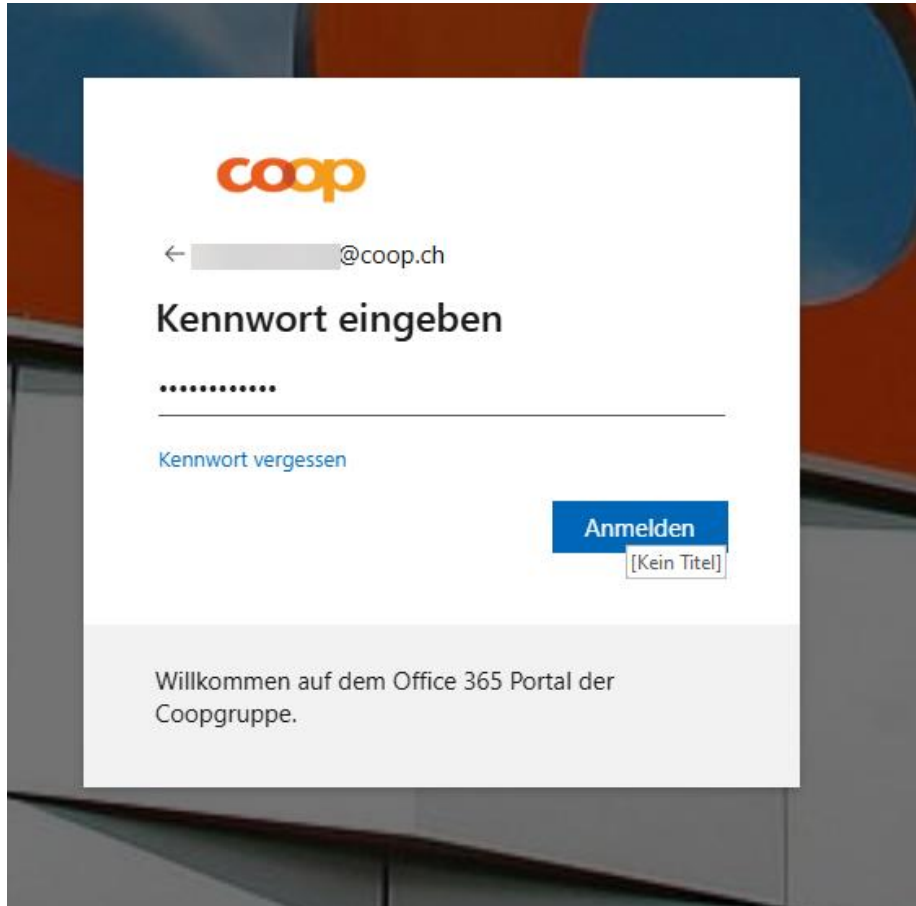 coop
@coop.ch
Kennwort eingeben
Kennwort vergessen
Anmelden
[Kein Titel]
Willkommen auf dem Office 365 Portal der
Coopgruppe.